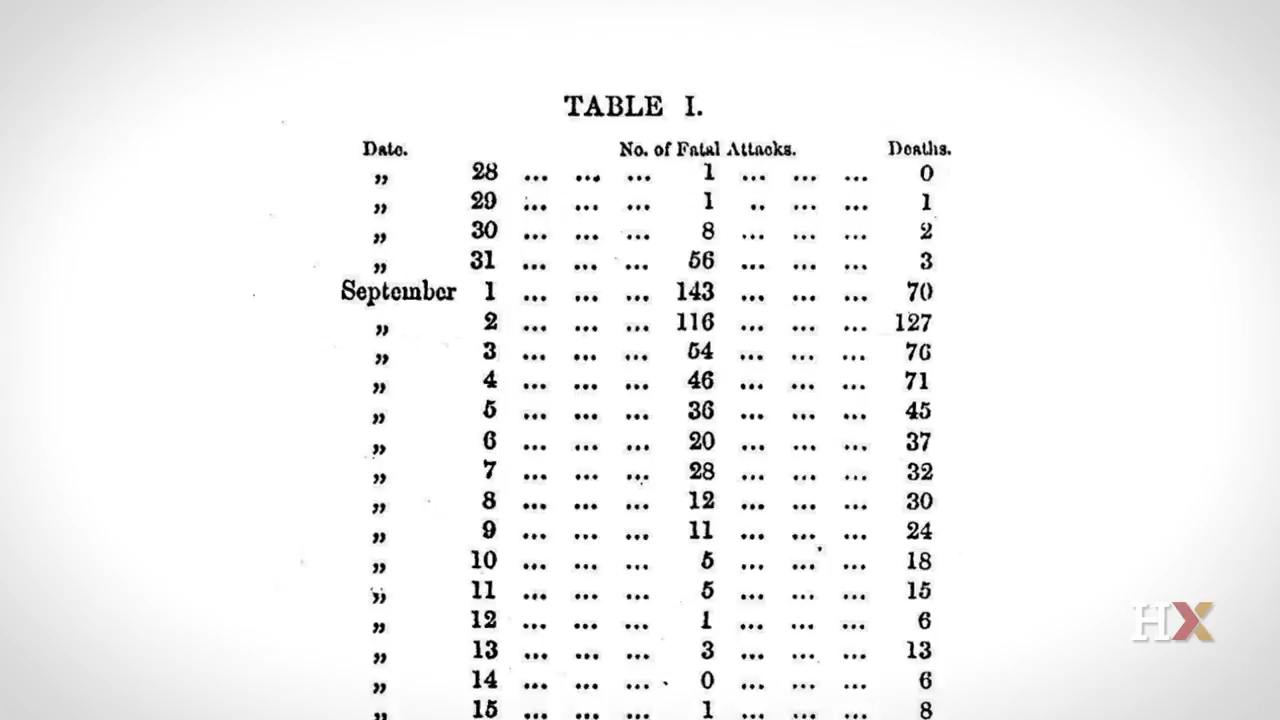 TABLE I.
Date. No. of Fatal Attacks. Deaths.
„ 28 ... ... ... 1 ... ... ... 0
„ 29 ... ... ... 1 .. ... ... 1
„ 30 ... ... ... 8 ... ... ... 2
„ 31 ... ... ... 56 ... ... ... 3
September 1 ... ... ... 143 ... ... ... 70
„ 2 ... ... ... 116 ... ... ... 127
„ 3 ... ... ... 54 ... ... ... 76
„ 4 ... ... ... 46 ... ... ... 71
„ 5 ... ... ... 36 ... ... ... 45
„ 6 ... ... ... 20 ... ... ... 37
„ 7 ... ... ... 28 ... ... ... 32
„ 8 ... ... ... 12 ... ... ... 30
„ 9 ... ... ... 11 ... ... ... 24
„ 10 ... ... ... 5 ... ... ... 18
„ 11 ... ... ... 5 ... ... ... 15
„ 12 ... ... ... 1 ... ... ... 6
„ 13 ... ... ... 3 ... ... ... 13
„ 14 ... ... ... 0 ... ... ... 6
„ 15 ... ... ... 1 ... ... ... 8
HX